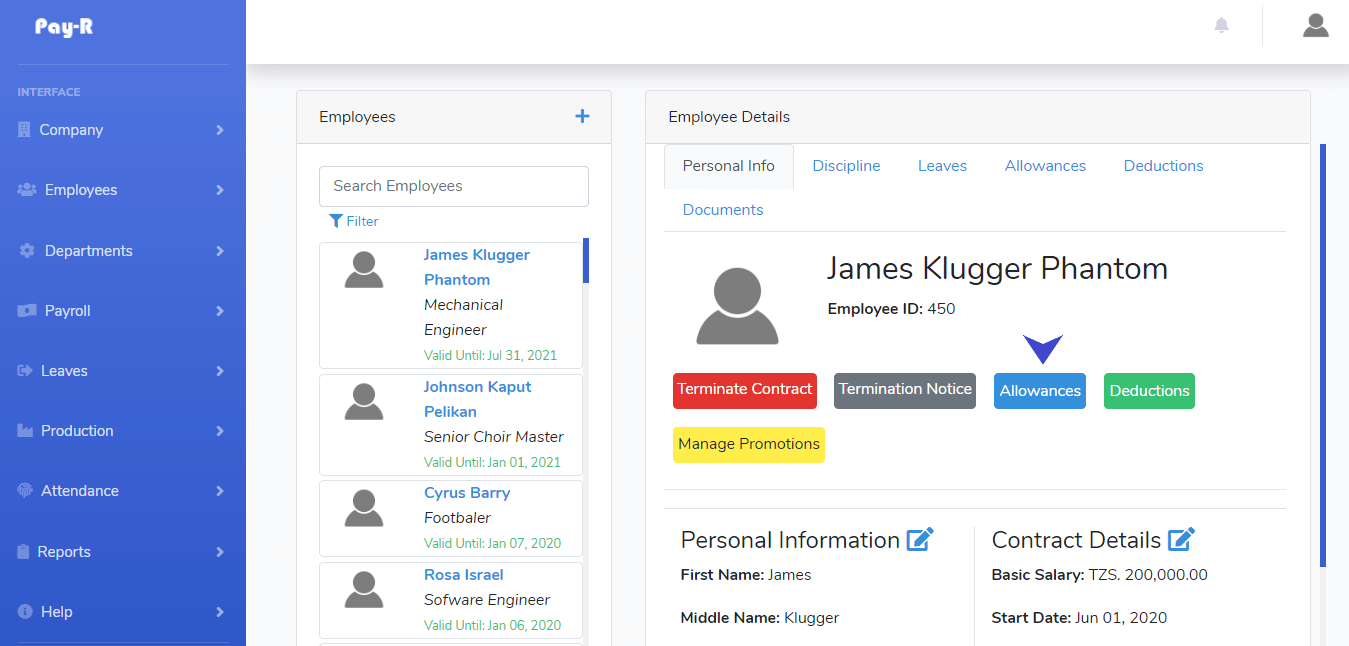 Pay-R
INTERFACE
Company
Employees
Departments
Payroll
Leaves
Production
Attendance
Reports
Help
Employees
Search Employees
Filter
James Klugger
Phantom
Mechanical
Engineer
Valid Until: Jul 31, 2021
Johnson Kaput
Pelikan
Senior Choir Master
Valid Until: Jan 01, 2021
Cyrus Barry
Footbaler
Valid Until: Jan 07, 2020
Rosa Israel
Sofware Engineer
Valid Until: Jan 06, 2020
Employee Details
Personal Info Discipline Leaves Allowances Deductions
Documents
James Klugger Phantom
Employee ID: 450
Terminate Contract Termination Notice Allowances Deductions
Manage Promotions
Personal Information
First Name: James
Middle Name: Klugger
Contract Details
Basic Salary: TZS. 200,000.00
Start Date: Jun 01, 2020